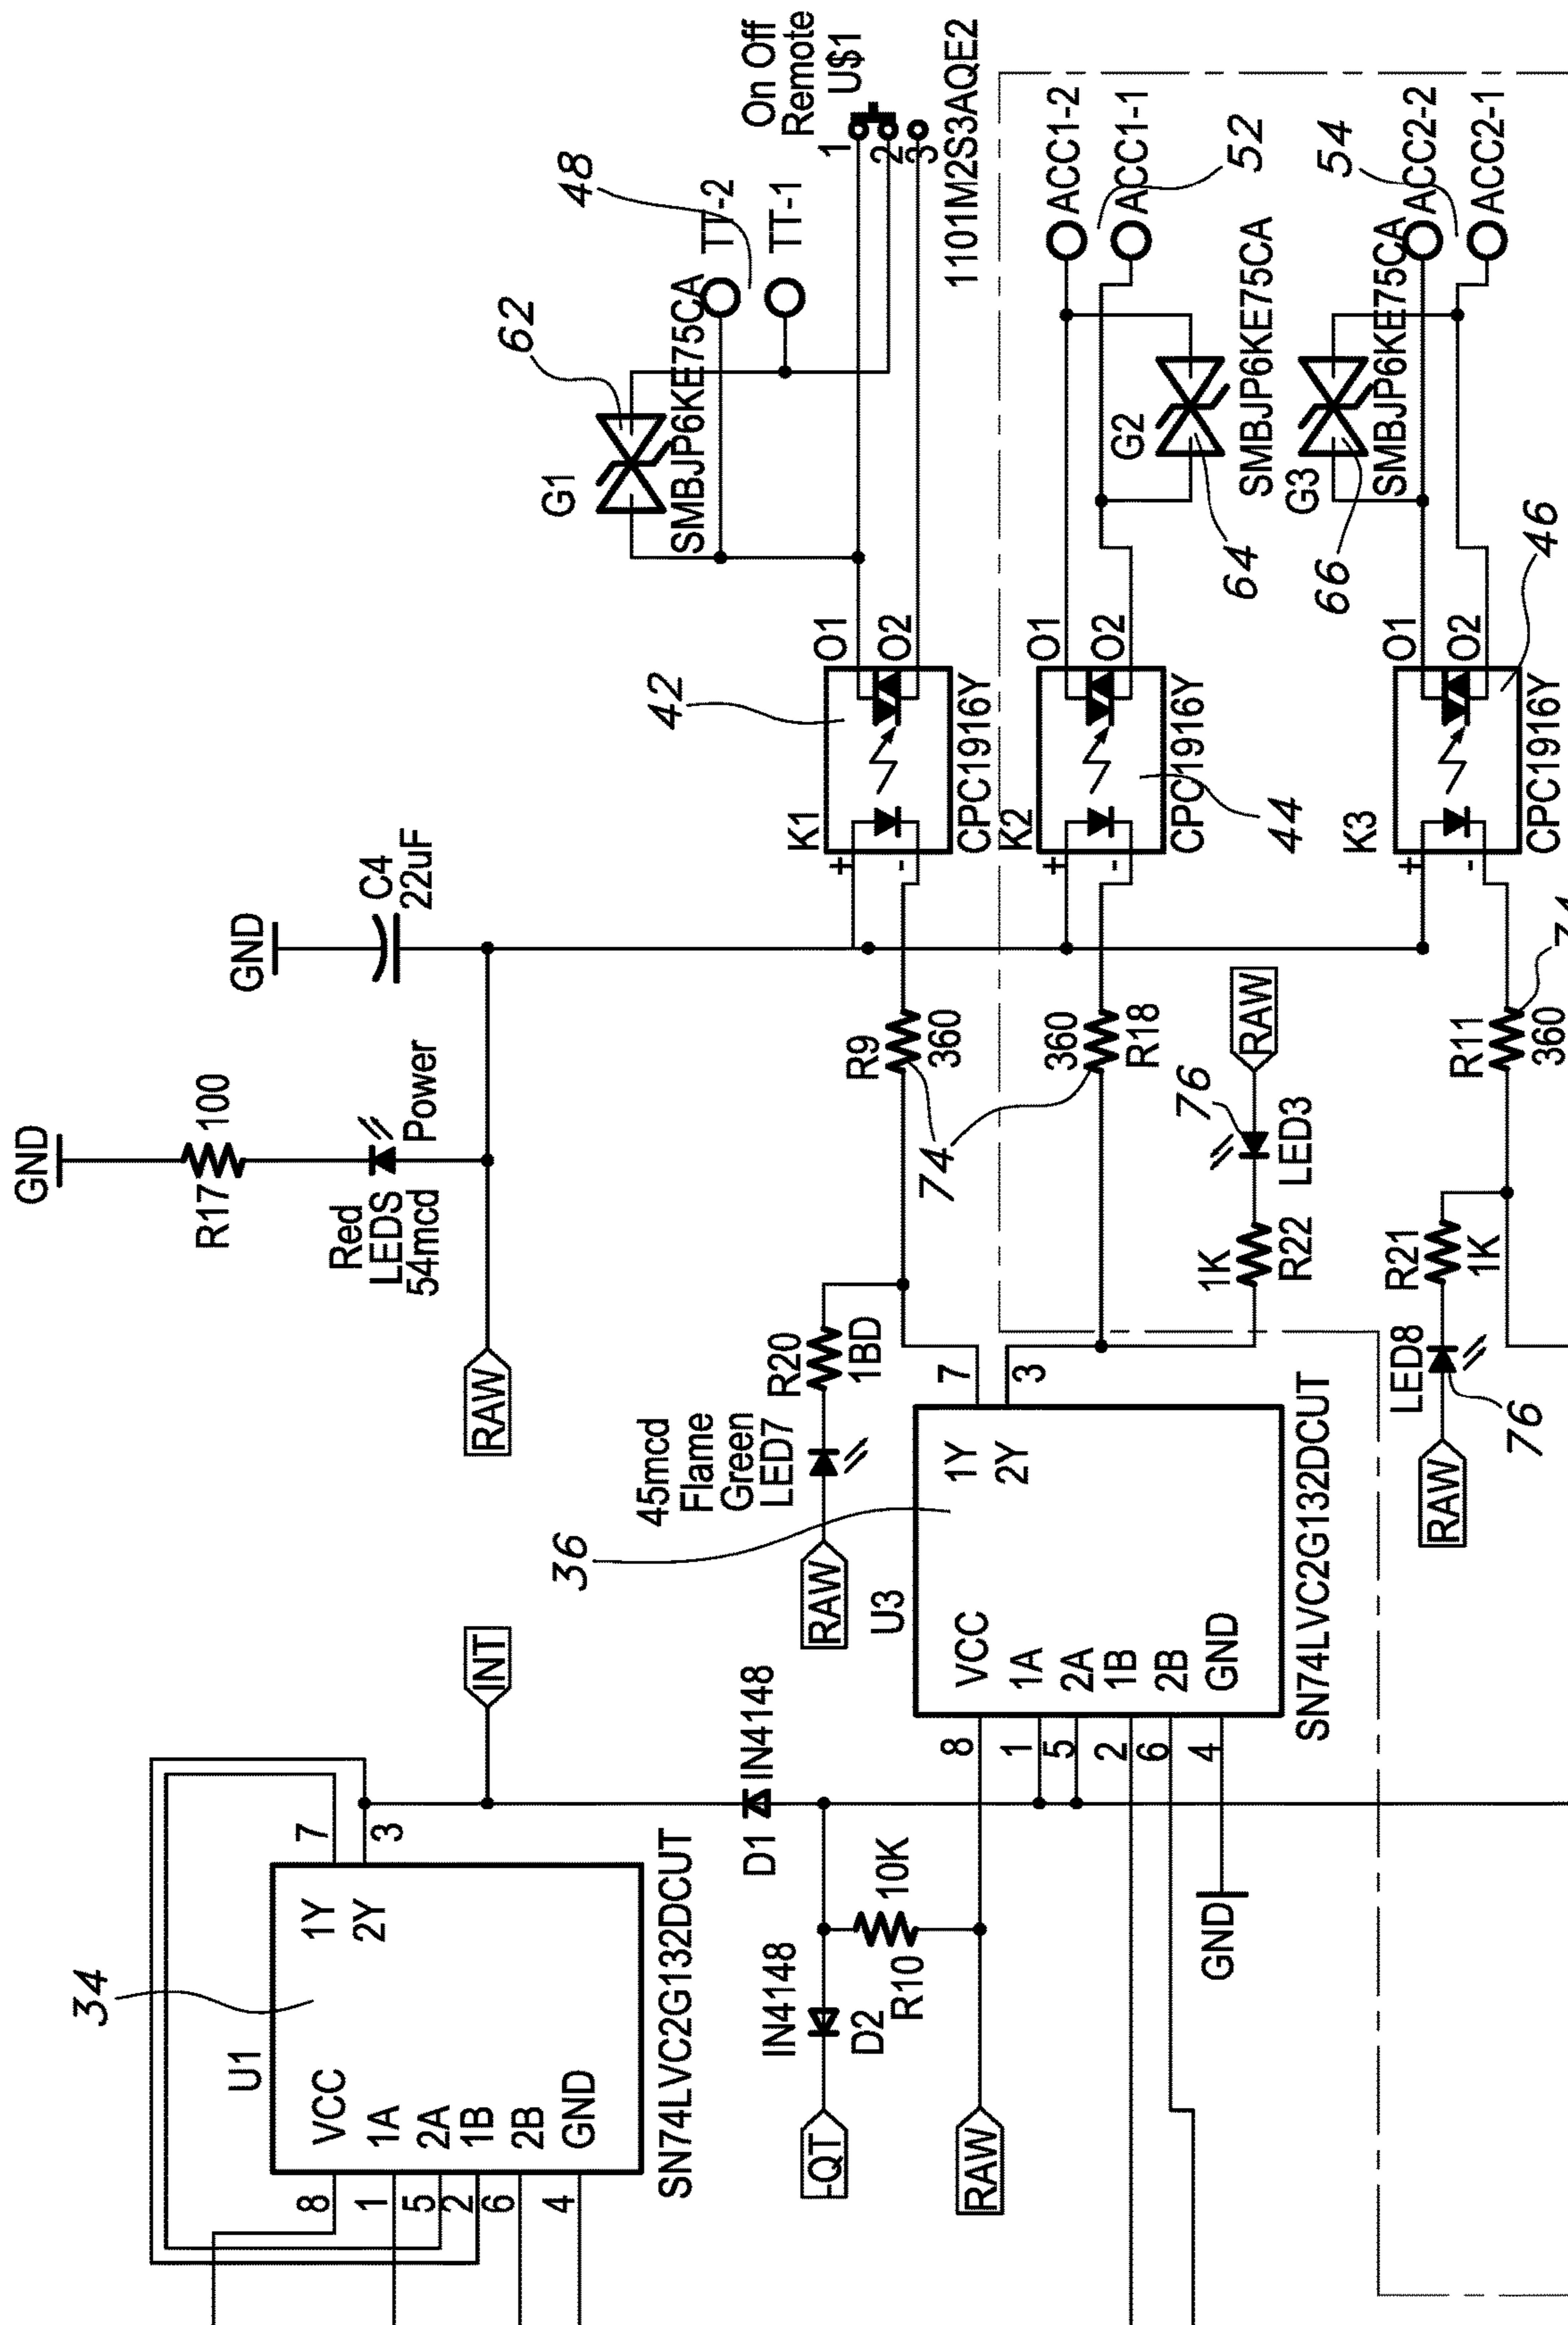 34
U1
VCC
1A
2A
1B
2B
GND
1Y
2Y
8
1
5
2
6
4
7
3
SN74LVC2G132DCUT
INT
D1
IN4148
IN4148
D2
-QT
R10
10K
RAW
GND
36
U3
VCC
1A
2A
1B
2B
GND
1Y
2Y
8
1
5
2
6
4
7
3
SN74LVC2G132DCUT
GND
R17
100
Red
LEDS
54mcd
Power
RAW
GND
C4
22uF
45mcd
Flame
Green
LED7
RAW
R20
1BD
R9
360
74
360
R18
76
RAW
LED3
1K
R22
LED8
RAW
76
R21
1K
R11
360
42
K1
+
-
O1
O2
CPC1916Y
K2
+
-
O1
O2
CPC1916Y
44
K3
+
-
O1
O2
CPC1916Y
46
62
G1
SMBJP6KE75CA
48
TT-2
TT-1
On Off
Remote
U$1
1
2
3
1101M2S3AQE2
ACC1-2
ACC1-1
52
G2
SMBJP6KE75CA
64
54
G3
SMBJP6KE75CA
66
ACC2-2
ACC2-1